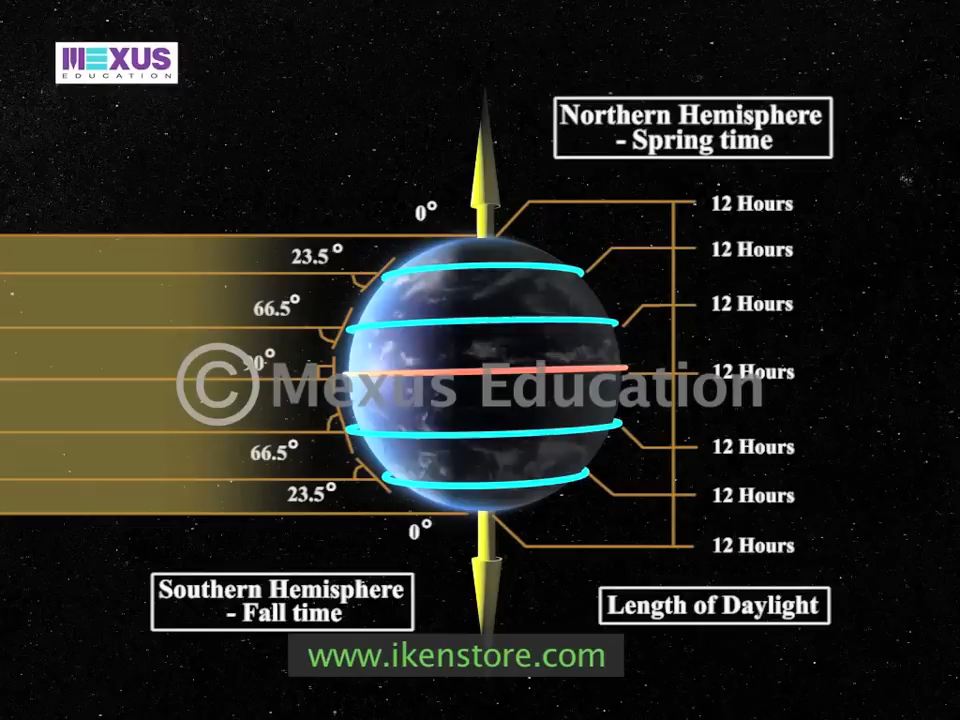 MEXUS
EDUCATION
Northern Hemisphere
- Spring time
0°
12 Hours
23.5°
12 Hours
66.5°
12 Hours
90°
12 Hours
© Mexus Education
66.5°
12 Hours
23.5°
12 Hours
0°
12 Hours
Southern Hemisphere
- Fall time
Length of Daylight
www.ikenstore.com